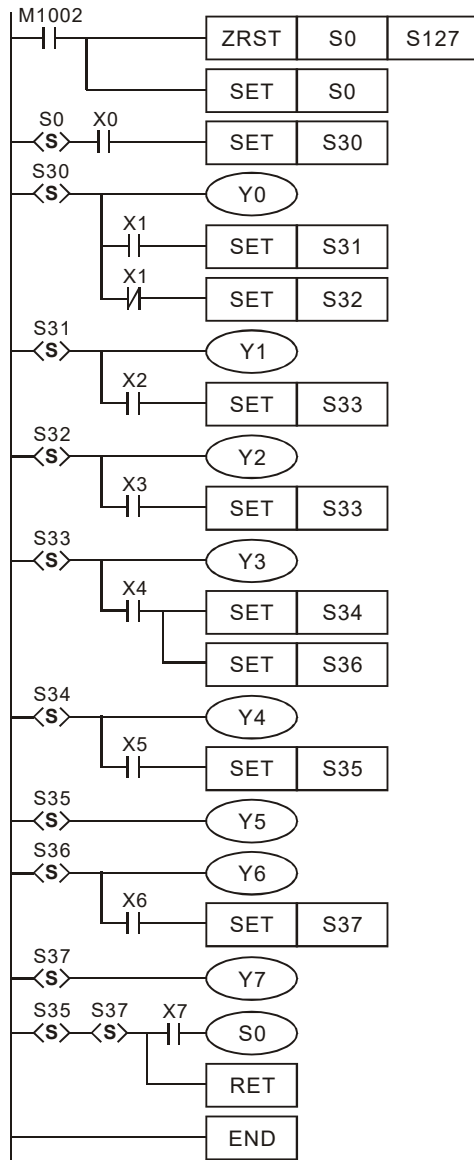 M1002
ZRST S0 S127
SET S0
S0 X0
S SET S30
S30
S Y0
X1
SET S31
X1
SET S32
S31
S Y1
X2
SET S33
S32
S Y2
X3
SET S33
S33
S Y3
X4
SET S34
SET S36
S34
S Y4
X5
SET S35
S35
S Y5
S36
S Y6
X6
SET S37
S37
S Y7
S35 S37 X7
S S S0
RET
END